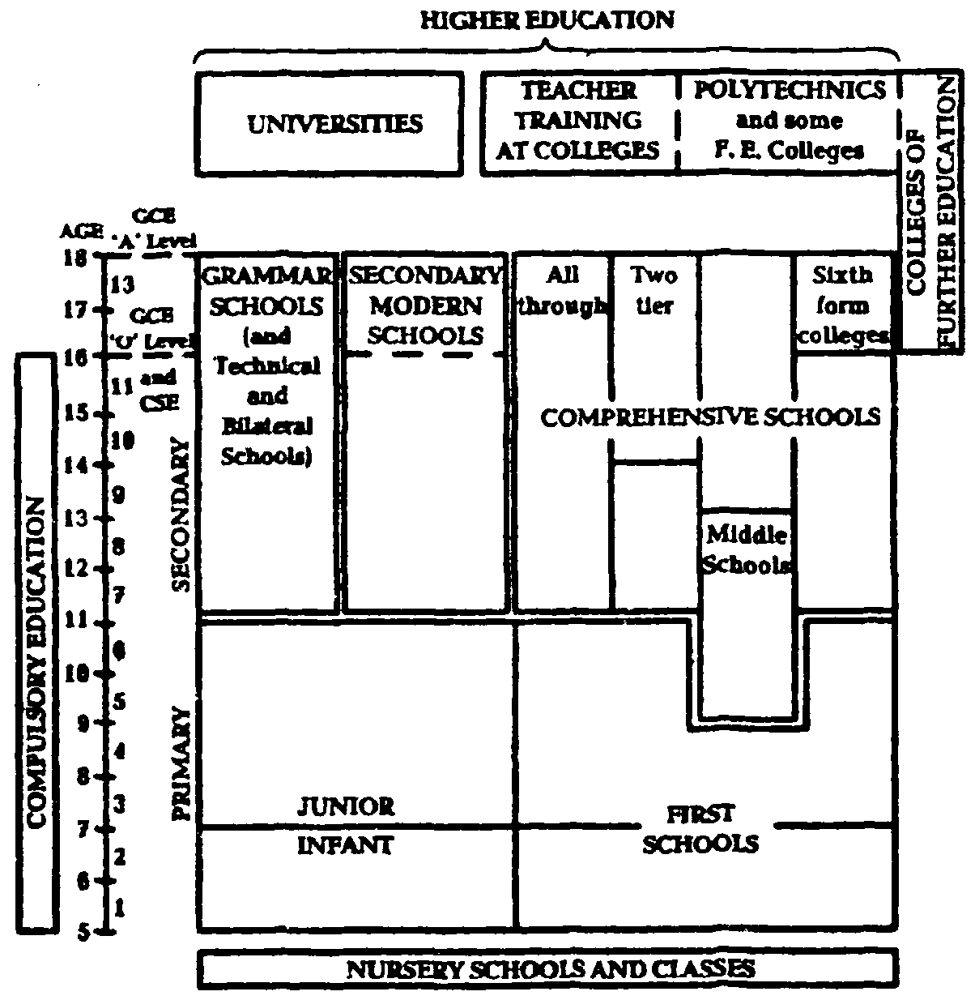 HIGHER EDUCATION
UNIVERSITIES
TEACHER
TRAINING
AT COLLEGES
POLYTECHNICS
and some
F. E. Colleges
COLLEGES OF
FURTHER EDUCATION
AGE
GCE
'A' Level
18
13
17
GCE
'O' Level
16
11
and
CSE
15
10
14
9
13
8
12
7
11
6
10
5
9
4
8
3
7
2
6
1
5
COMPULSORY EDUCATION
SECONDARY
PRIMARY
GRAMMAR
SCHOOLS
(and
Technical
and
Bilateral
Schools)
SECONDARY
MODERN
SCHOOLS
All
through
Two
tier
Sixth
form
colleges
COMPREHENSIVE SCHOOLS
Middle
Schools
JUNIOR
INFANT
FIRST
SCHOOLS
NURSERY SCHOOLS AND CLASSES